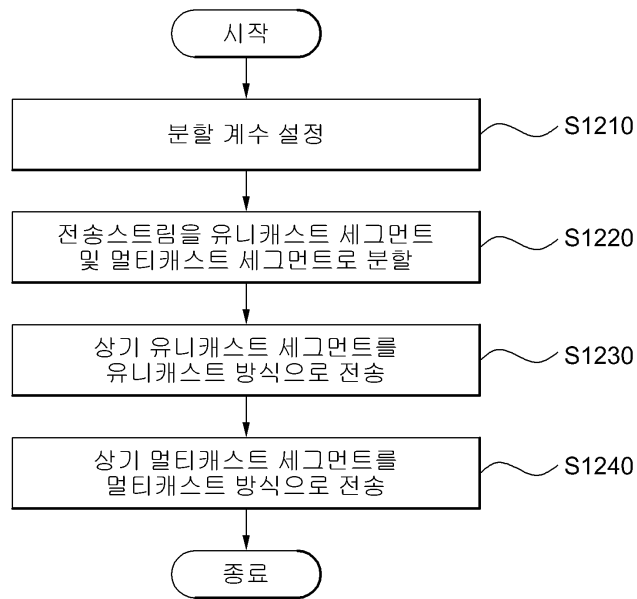 시작
분할 계수 설정
S1210
전송스트림을 유니캐스트 세그먼트
및 멀티캐스트 세그먼트로 분할
S1220
상기 유니캐스트 세그먼트를
유니캐스트 방식으로 전송
S1230
상기 멀티캐스트 세그먼트를
멀티캐스트 방식으로 전송
S1240
종료